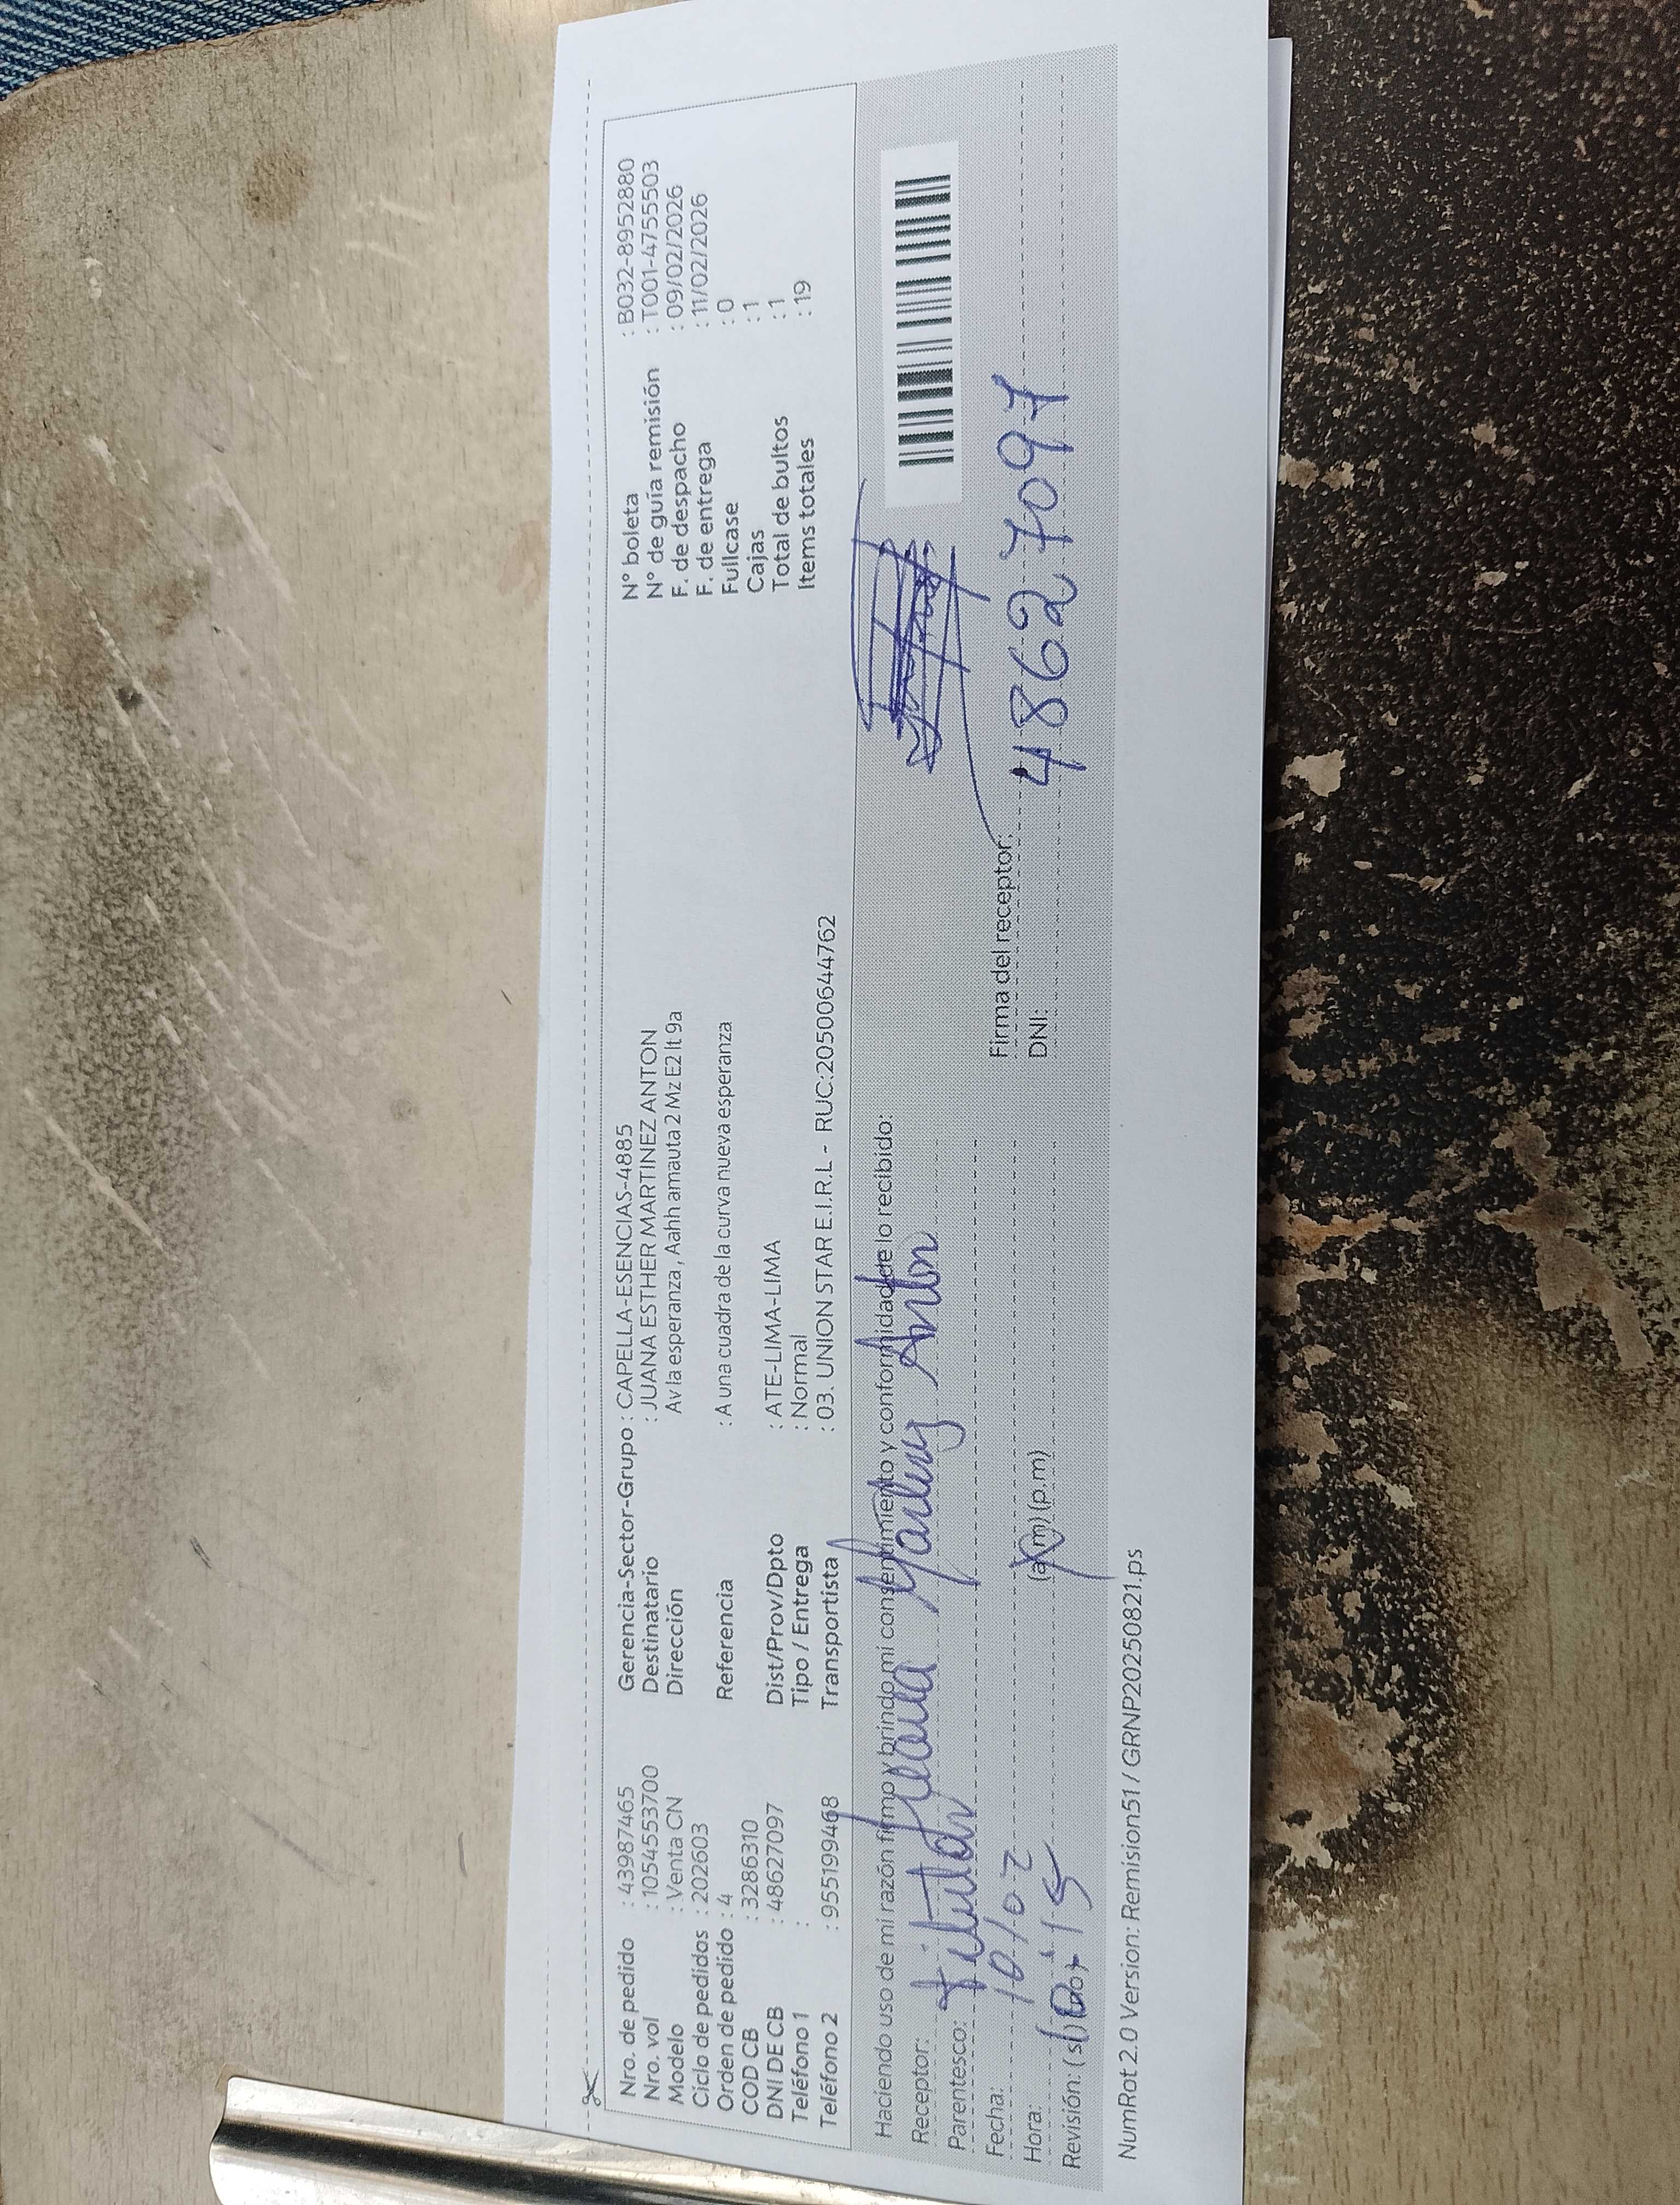 Nro. de pedido : 43987465
Nro. vol : 10545537​00
Modelo : Venta CN
Ciclo de pedidos : 202603
Orden de pedido : 4
COD CB : 3286310
DNI DE CB : 48627097
Teléfono 1 :
Teléfono 2 : 955199468
Gerencia-Sector-Grupo : CAPELLA-ESENCIAS-4885
Destinatario : JUANA ESTHER MARTINEZ ANTON
Dirección Av la esperanza , Aahh amauta 2 Mz E2 lt 9a
Referencia : A una cuadra de la curva nueva esperanza
Dist/Prov/Dpto : ATE-LIMA-LIMA
Tipo / Entrega : Normal
Transportista : 03. UNION STAR E.I.R.L - RUC:20500644762
N° boleta : B032-8952880
N° de guía remisión : T001-4755503
F. de despacho : 09/02/2026
F. de entrega : 11/02/2026
Fullcase : 0
Cajas : 1
Total de bultos : 1
Items totales : 19
Haciendo uso de mi razón firmo y brindo mi consentimiento y conformidad de lo recibido:
Receptor: Juana Martinez Anton
Parentesco: Titular
Fecha: 10/02
Hora: (a.m) (p.m)
Revisión: (si)
Firma del receptor:
DNI: 48627097
NumRot 2.0 Version: Remision51 / GRNP20250821.ps